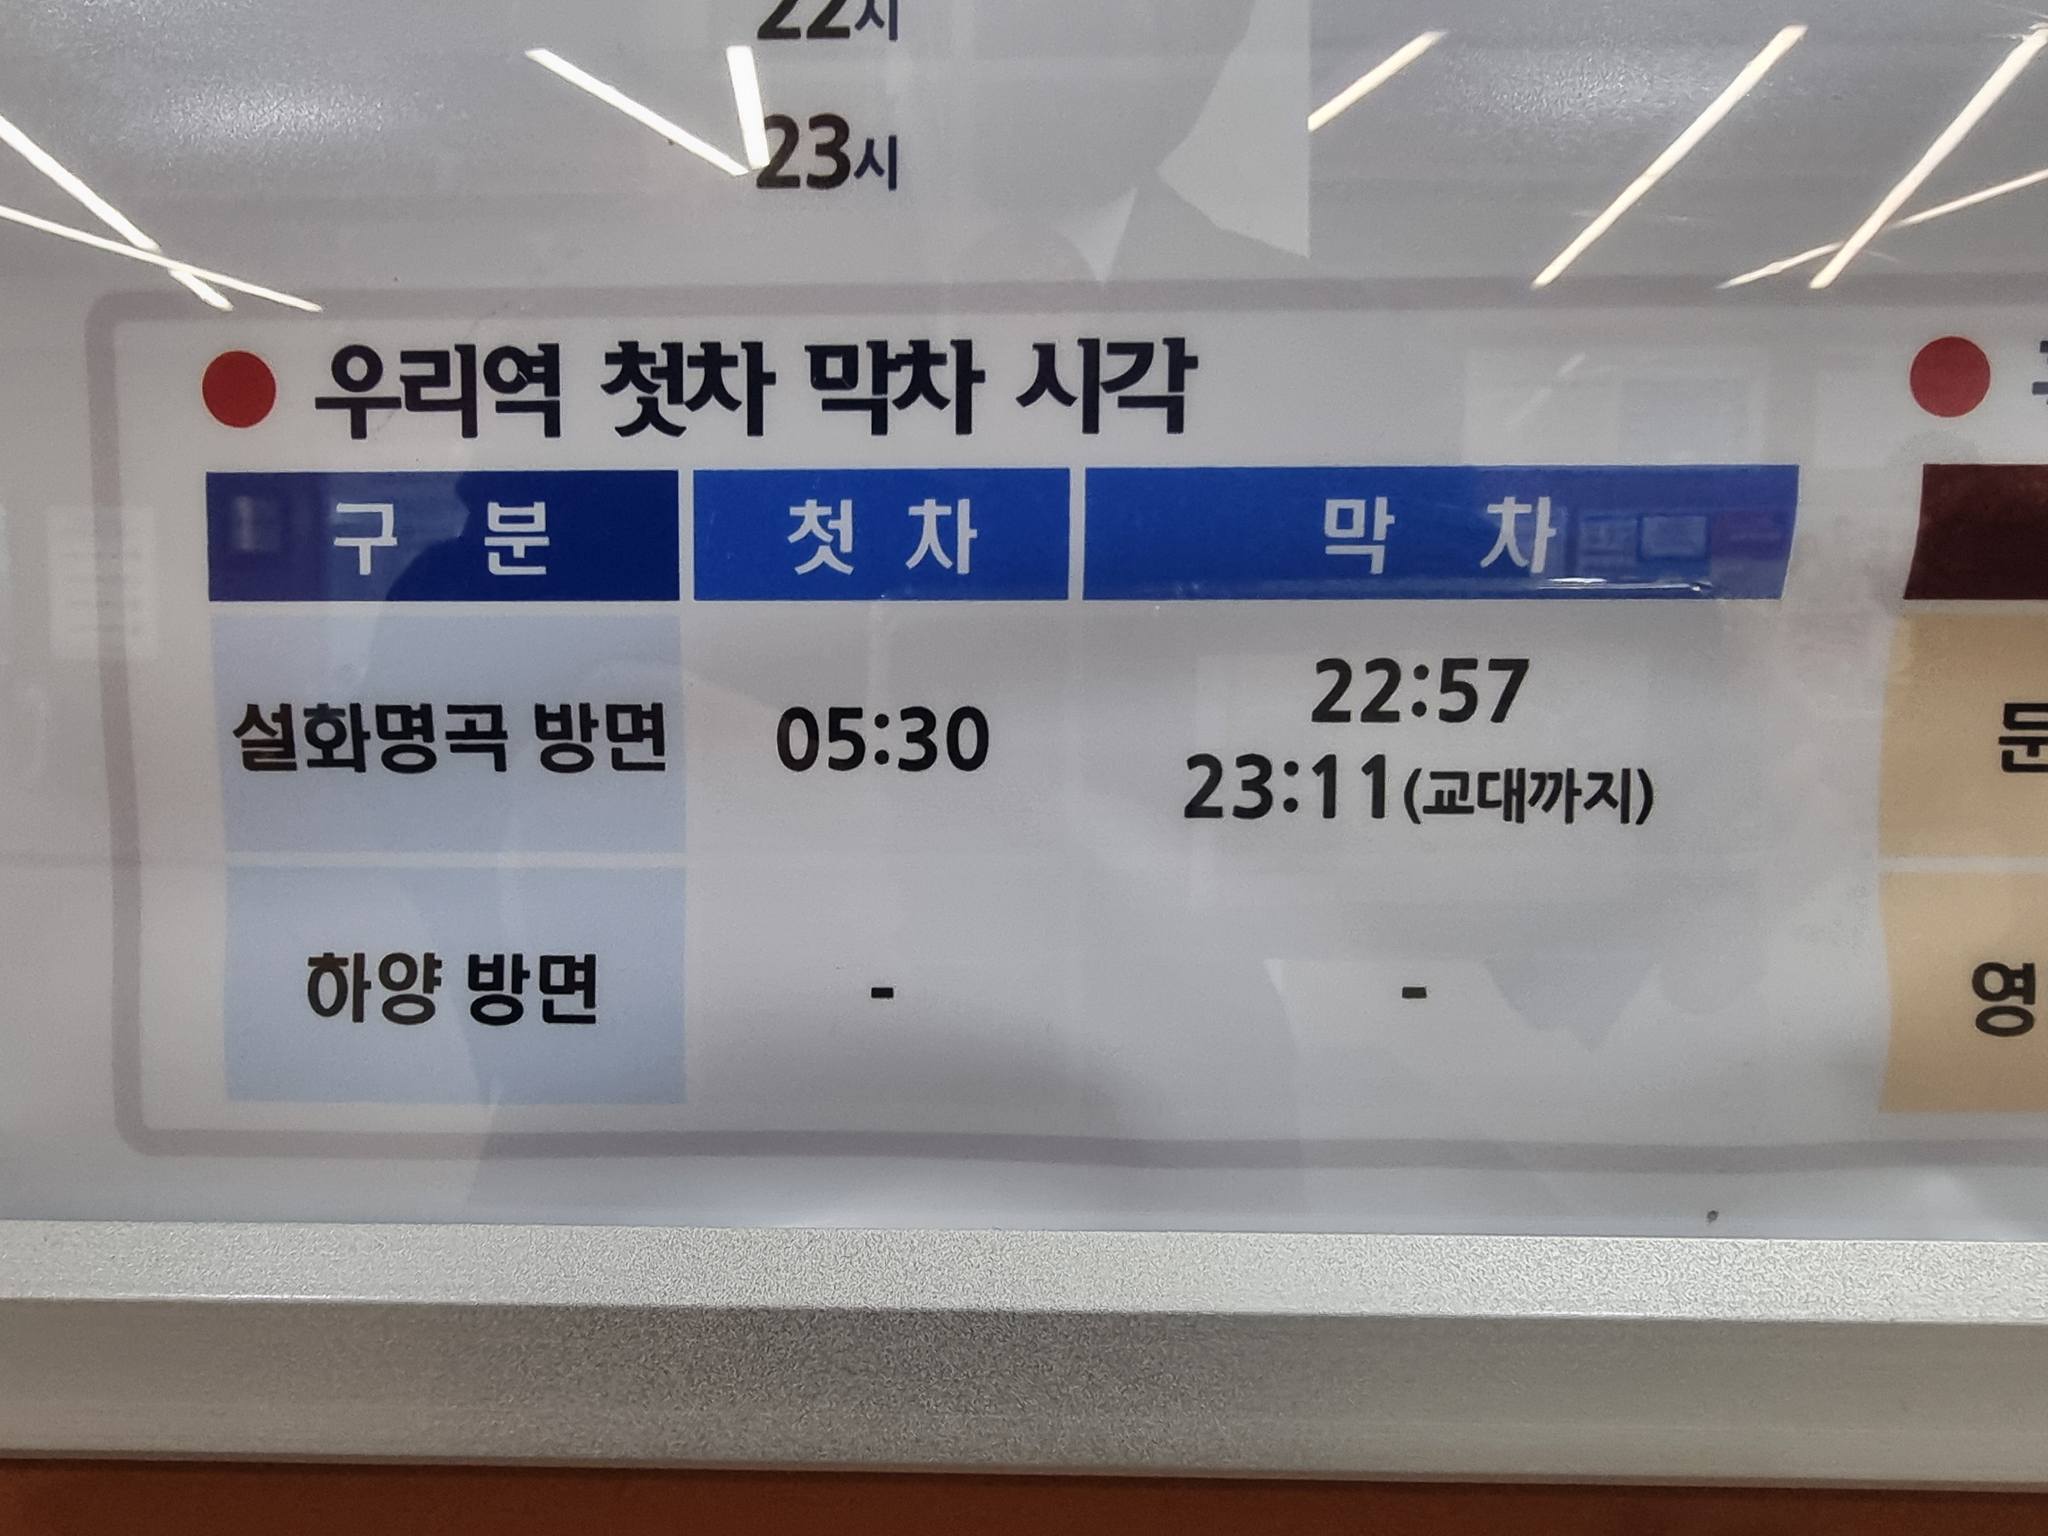 22시
23시
● 우리역 첫차 막차 시각
구 분 첫 차 막 차
설화명곡 방면 05:30 22:57
23:11(교대까지)
하양 방면 - -
문
영